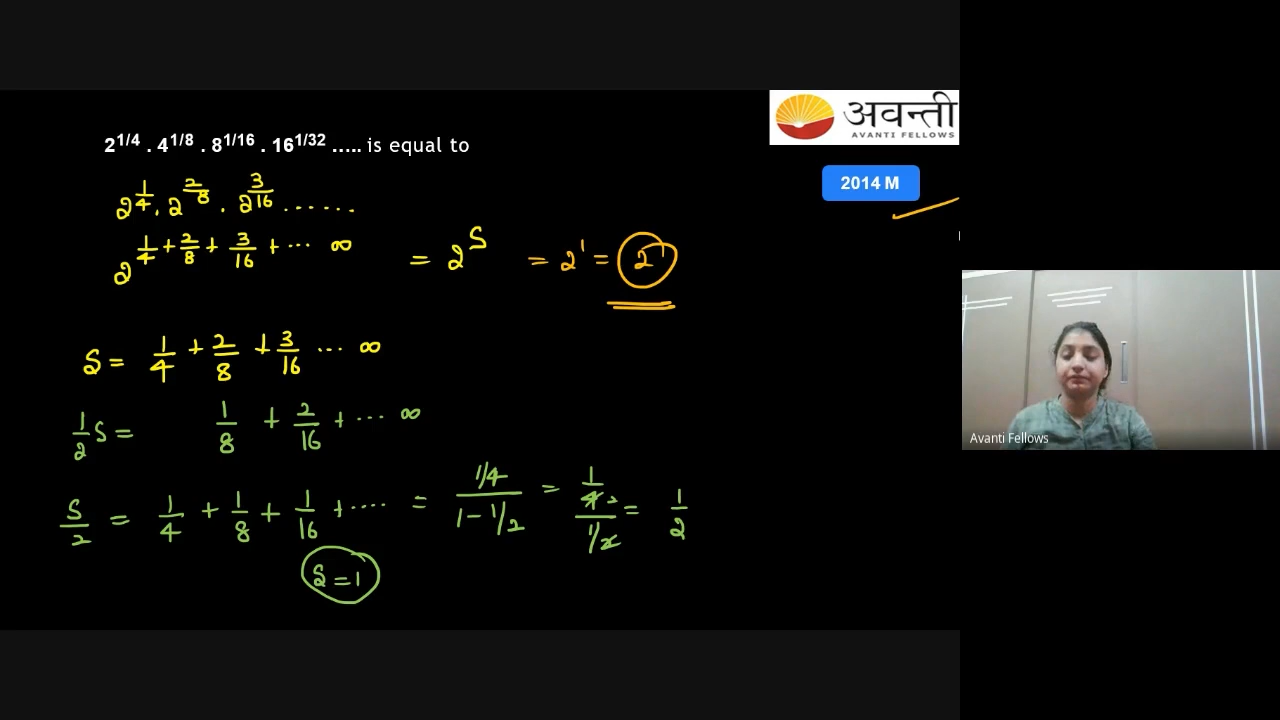 अवन्ती
AVANTI FELLOWS
2^{1/4} . 4^{1/8} . 8^{1/16} . 16^{1/32} ..... is equal to
2014 M
2^{1/4} . 2^{2/8} . 2^{3/16} ......
2^{1/4 + 2/8 + 3/16 + ... ∞} = 2^S = 2^1 = 2
S = 1/4 + 2/8 + 3/16 ... ∞
1/2 S = 1/8 + 2/16 + ... ∞
S/2 = 1/4 + 1/8 + 1/16 + .... = (1/4)/(1 - 1/2) = (1/4 2)/(1/2) = 1/2
S = 1
Avanti Fellows